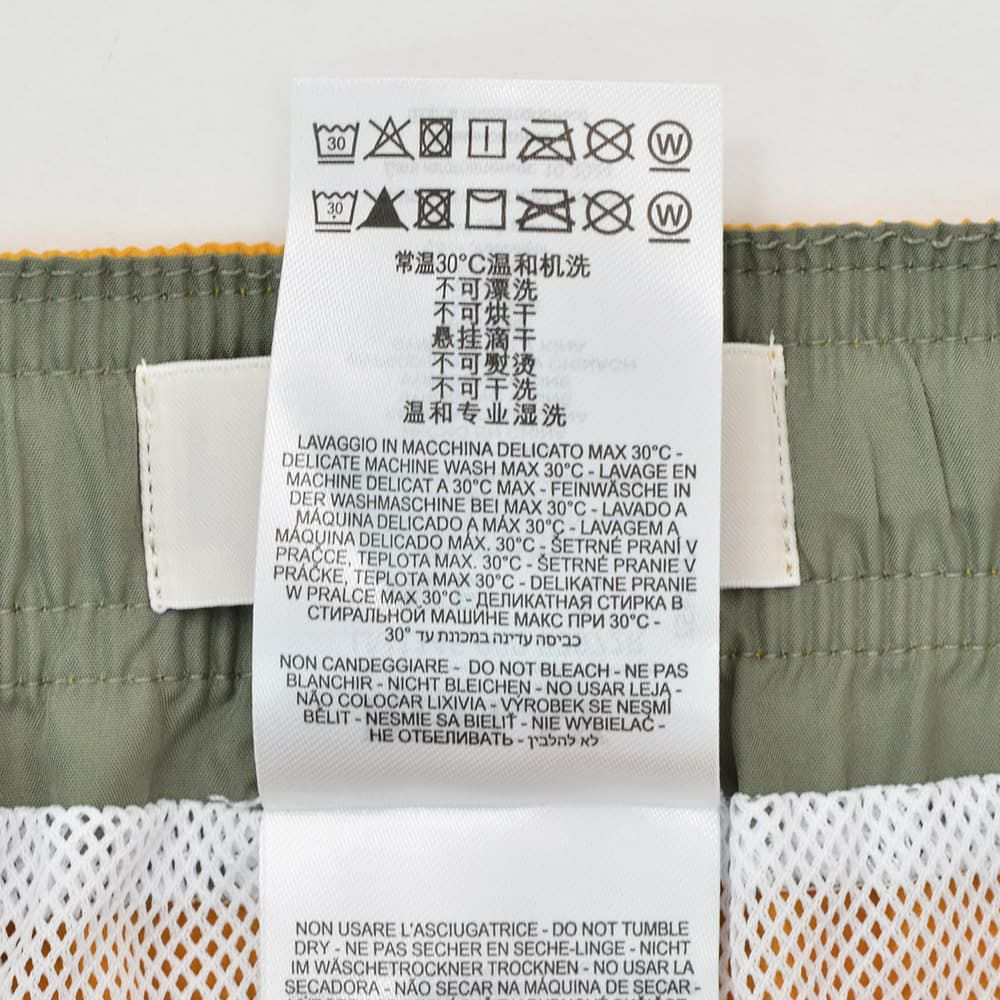 30 W
30 W
常温30°C温和机洗
不可漂洗
不可烘干
悬挂滴干
不可熨烫
不可干洗
温和专业湿洗
LAVAGGIO IN MACCHINA DELICATO MAX 30°C -
DELICATE MACHINE WASH MAX 30°C - LAVAGE EN
MACHINE DELICAT A 30°C MAX - FEINWÄSCHE IN
DER WASHMASCHINE BEI MAX 30°C - LAVADO A
MÁQUINA DELICADO A MÁX 30°C - LAVAGEM A
MÁQUINA DELICADO MÁX. 30°C - ŠETRNÉ PRANÍ V
PRAČCE, TEPLOTA MAX. 30°C - ŠETRNÉ PRANIE V
PRÁČKE, TEPLOTA MAX 30°C - DELIKATNE PRANIE
W PRALCE MAX 30°C - ДЕЛИКАТНАЯ СТИРКА В
СТИРАЛЬНОЙ МАШИНЕ МАКС ПРИ 30°C -
כביסה עדינה במכונת עד °30
NON CANDEGGIARE - DO NOT BLEACH - NE PAS
BLANCHIR - NICHT BLEICHEN - NO USAR LEJA -
NÃO COLOCAR LIXIVIA - VÝROBEK SE NESMÍ
BĚLIT - NESMIE SA BIELIŤ - NIE WYBIELAĆ -
НЕ ОТБЕЛИВАТЬ - לא להלבין
NON USARE L'ASCIUGATRICE - DO NOT TUMBLE
DRY - NE PAS SECHER EN SECHE-LINGE - NICHT
IM WÄSCHETROCKNER TROCKNEN - NO USAR LA
SECADORA - NÃO SECAR NA MÁQUINA DE SECAR -